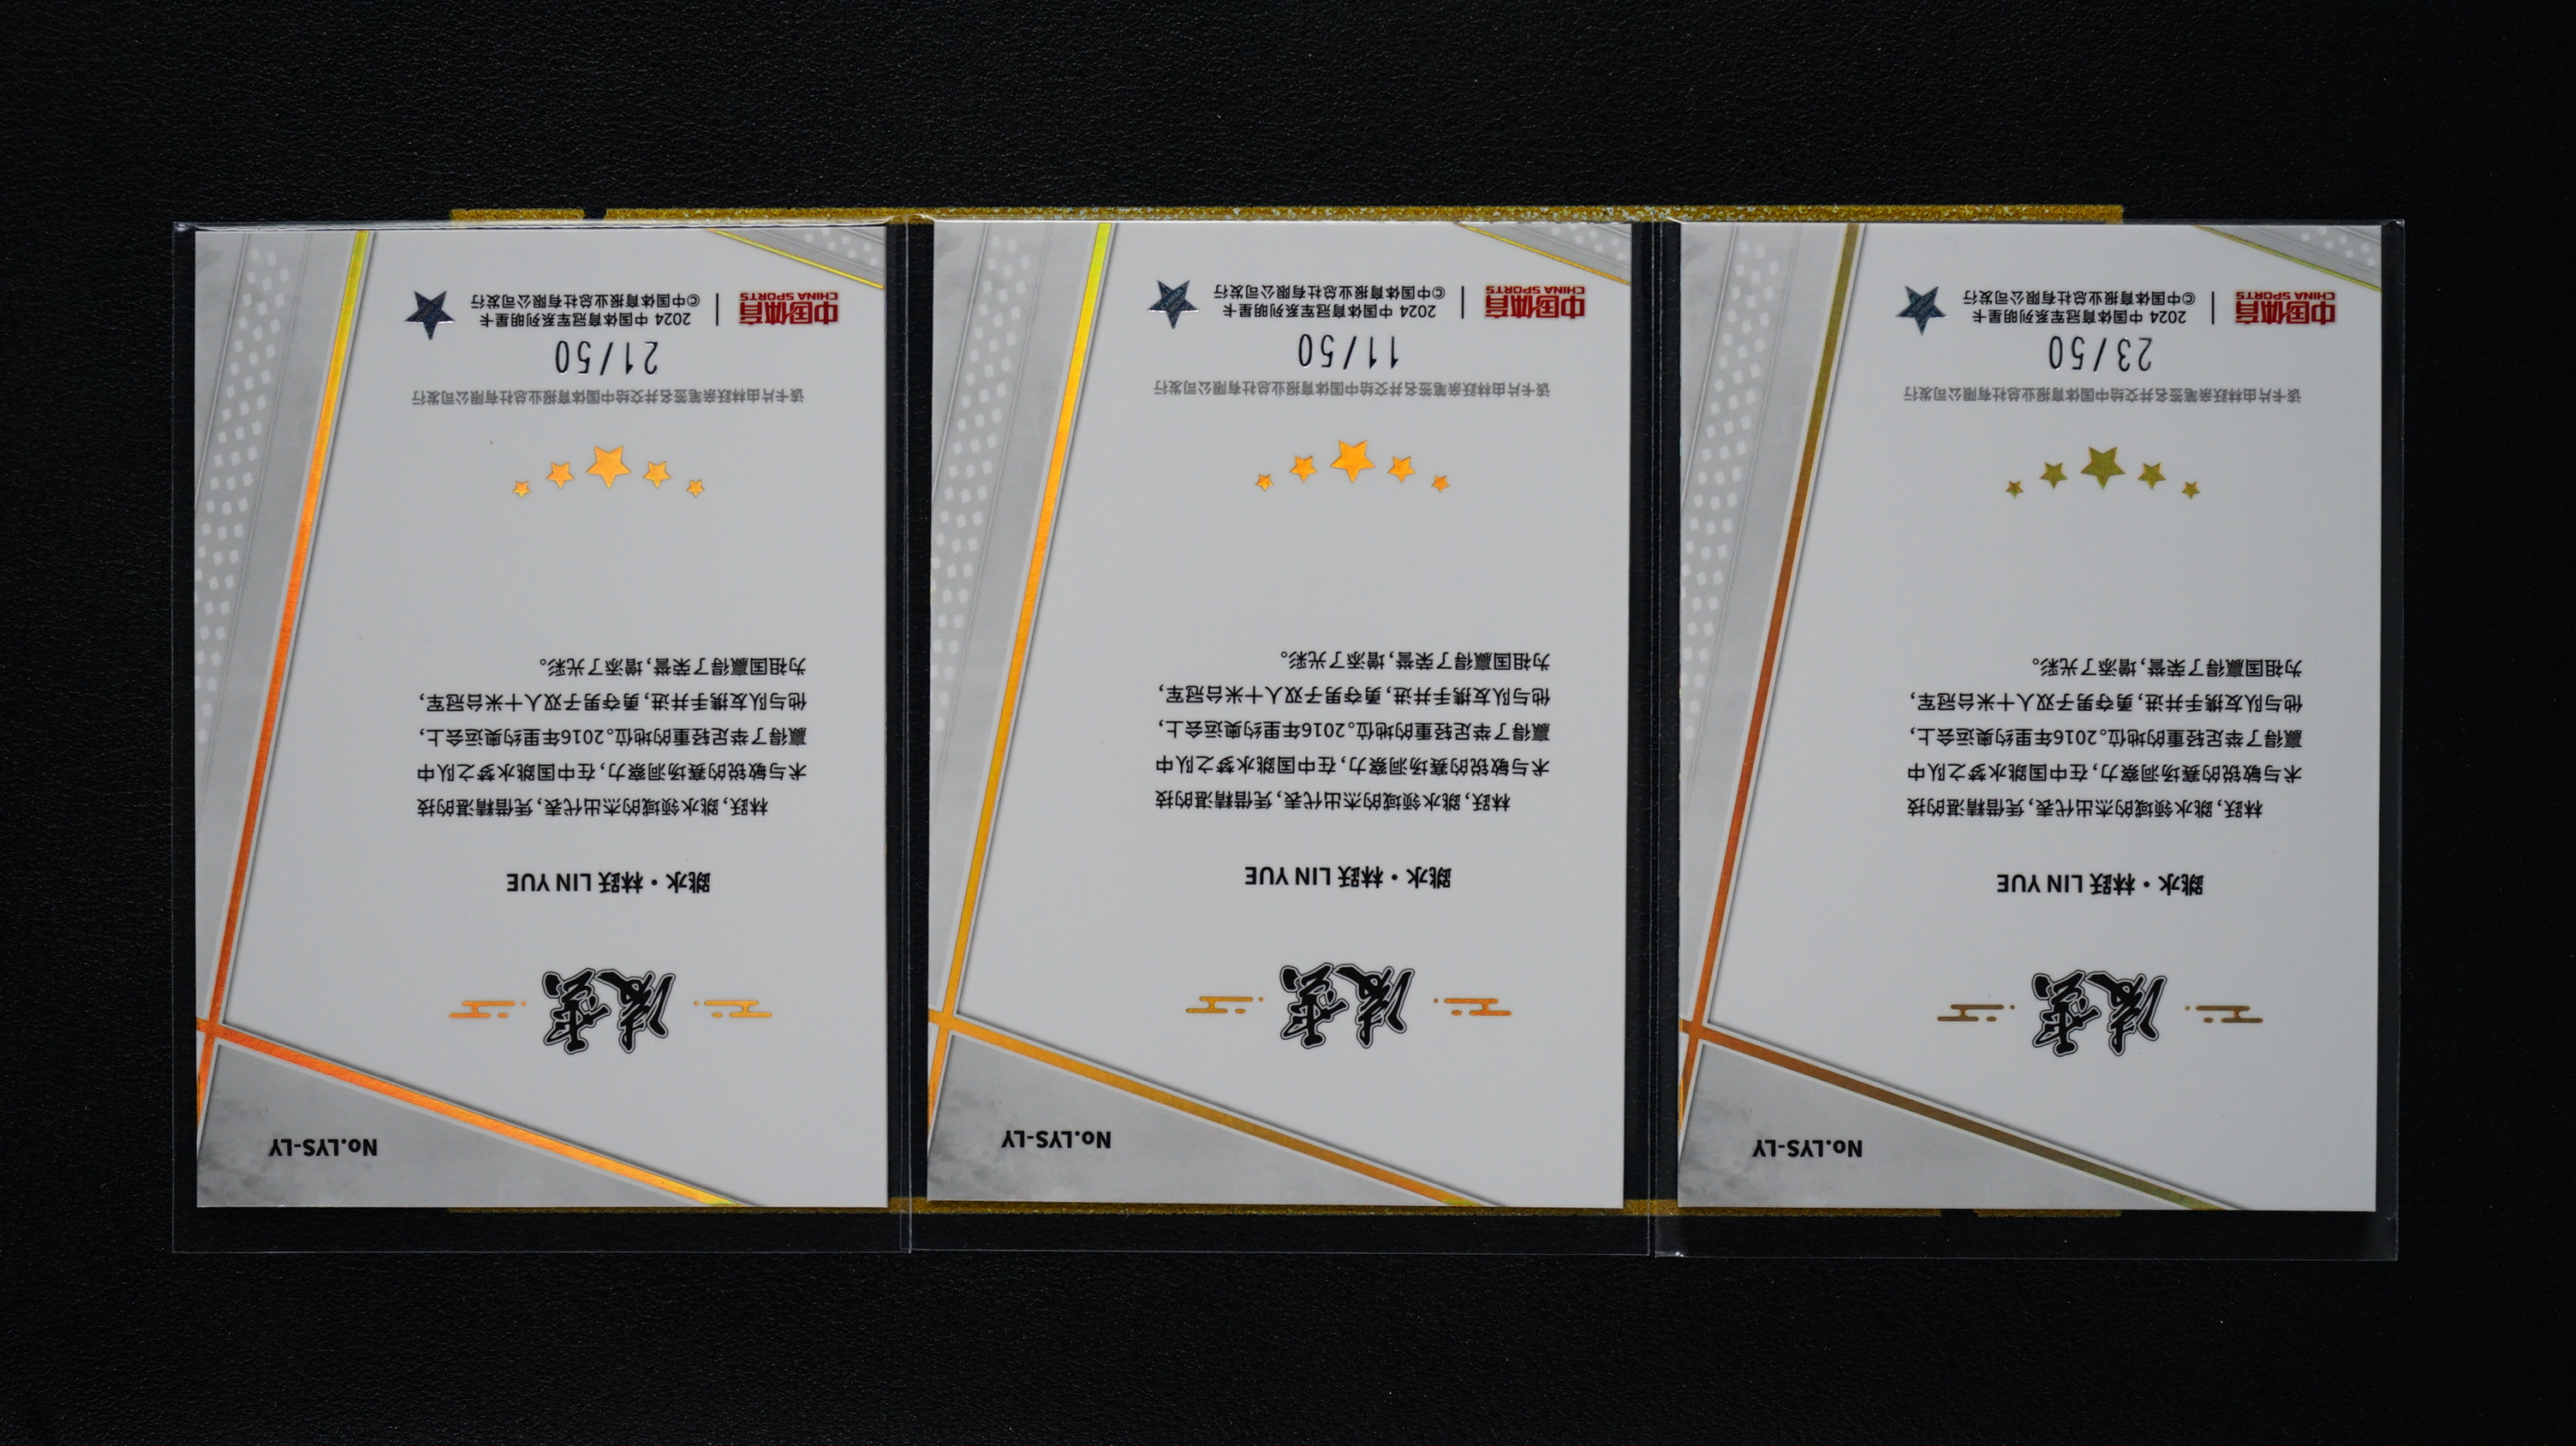 No.LYS-LY
凌雲
跳水·林跃 LIN YUE
林跃，跳水领域的杰出代表，凭借精湛的技
术与敏锐的赛场洞察力，在中国跳水梦之队中
赢得了举足轻重的地位。2016年里约奥运会上，
他与队友携手并进，勇夺男子双人十米台冠军，
为祖国赢得了荣誉，增添了光彩。
该卡片由林跃亲笔签名并交给中国体育报业总社有限公司发行
23/50
中国体育
CHINA SPORTS
2024 中国体育冠军系列明星卡
©中国体育报业总社有限公司发行
No.LYS-LY
凌雲
跳水·林跃 LIN YUE
林跃，跳水领域的杰出代表，凭借精湛的技
术与敏锐的赛场洞察力，在中国跳水梦之队中
赢得了举足轻重的地位。2016年里约奥运会上，
他与队友携手并进，勇夺男子双人十米台冠军，
为祖国赢得了荣誉，增添了光彩。
该卡片由林跃亲笔签名并交给中国体育报业总社有限公司发行
11/50
中国体育
CHINA SPORTS
2024 中国体育冠军系列明星卡
©中国体育报业总社有限公司发行
No.LYS-LY
凌雲
跳水·林跃 LIN YUE
林跃，跳水领域的杰出代表，凭借精湛的技
术与敏锐的赛场洞察力，在中国跳水梦之队中
赢得了举足轻重的地位。2016年里约奥运会上，
他与队友携手并进，勇夺男子双人十米台冠军，
为祖国赢得了荣誉，增添了光彩。
该卡片由林跃亲笔签名并交给中国体育报业总社有限公司发行
21/50
中国体育
CHINA SPORTS
2024 中国体育冠军系列明星卡
©中国体育报业总社有限公司发行